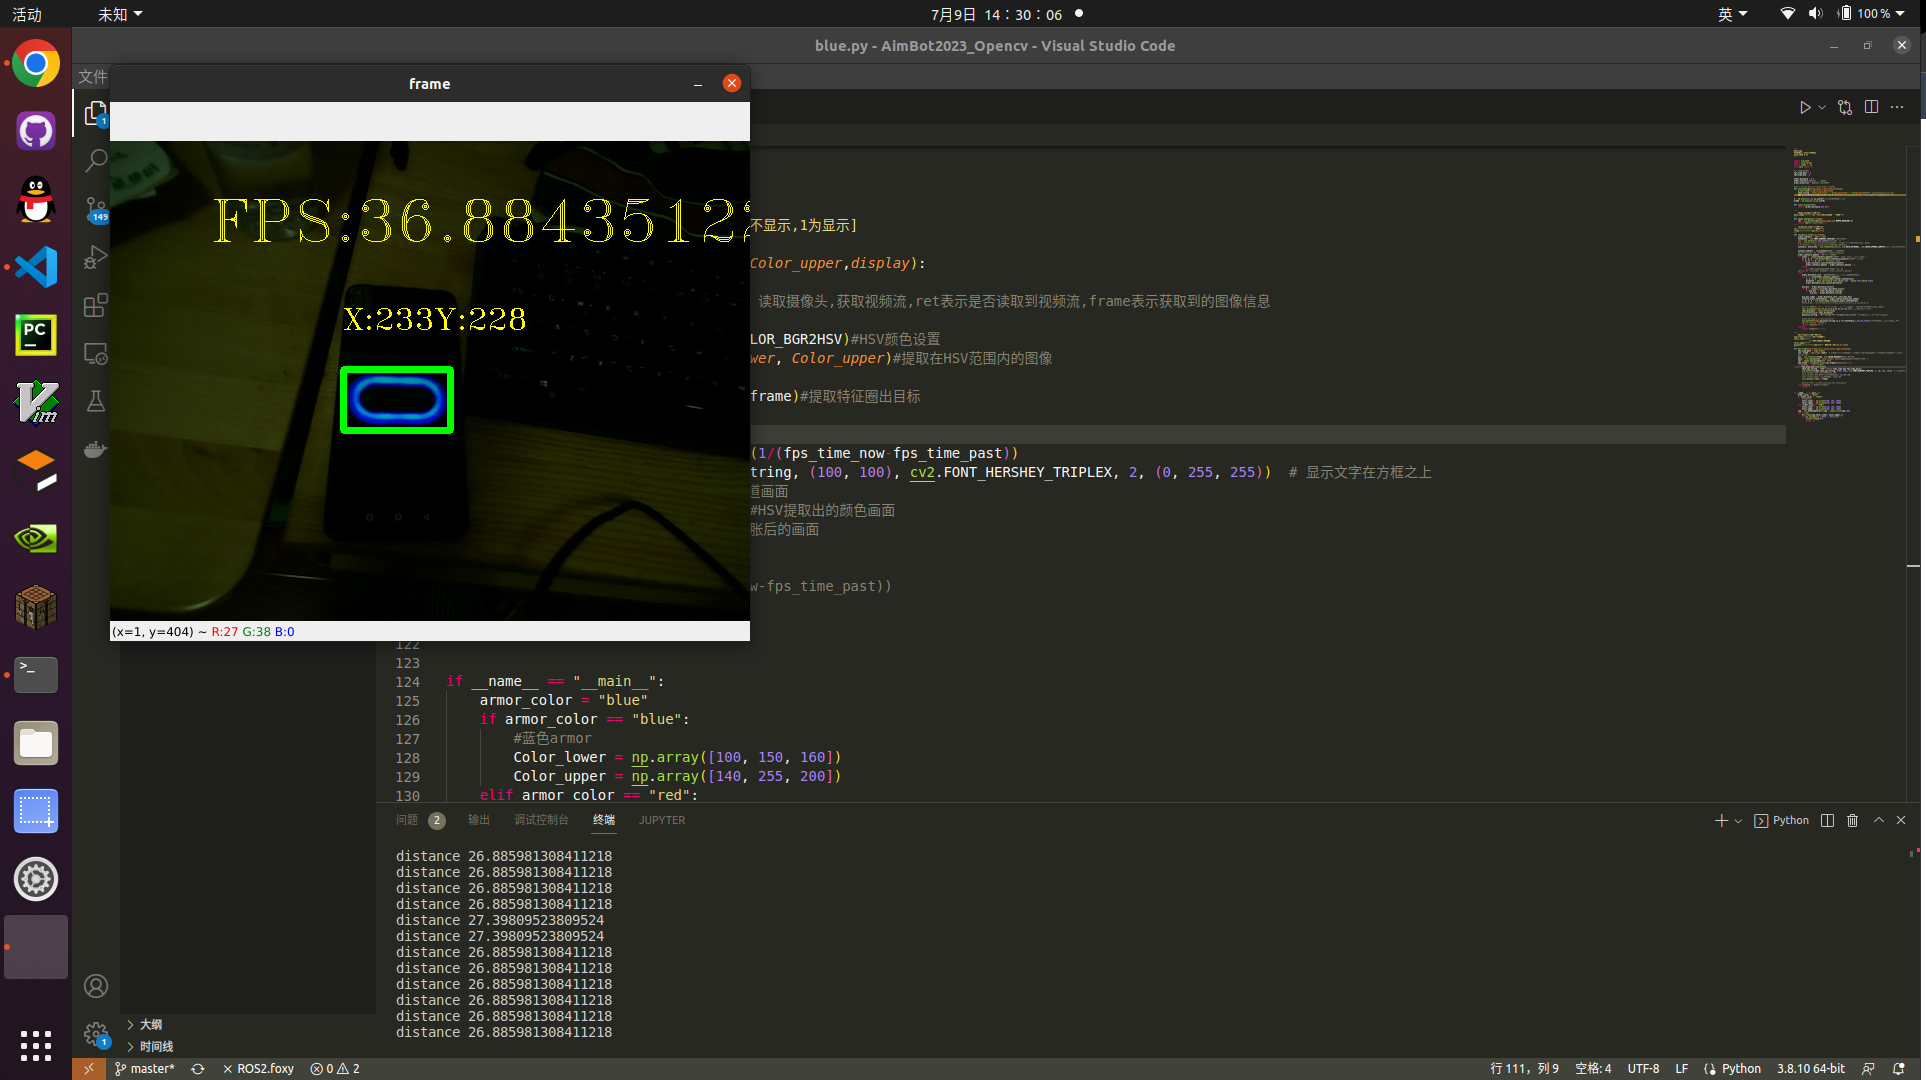 活动
未知
7月9日 14：30：06
英
100 %
blue.py - AimBot2023_Opencv - Visual Studio Code
文件
frame
FPS:36.88435122
X:233Y:228
(x=1, y=404) ~ R:27 G:38 B:0
1
149
PC
Vim
不显示,1为显示]
Color_upper,display):
读取摄像头,获取视频流,ret表示是否读取到视频流,frame表示获取到的图像信息
LOR_BGR2HSV)#HSV颜色设置
wer, Color_upper)#提取在HSV范围内的图像
frame)#提取特征圈出目标
(1/(fps_time_now-fps_time_past))
tring, (100, 100), cv2.FONT_HERSHEY_TRIPLEX, 2, (0, 255, 255))  # 显示文字在方框之上
道画面
#HSV提取出的颜色画面
胀后的画面
w-fps_time_past))
122
123
124 if __name__ == "__main__":
125 armor_color = "blue"
126 if armor_color == "blue":
127 #蓝色armor
128 Color_lower = np.array([100, 150, 160])
129 Color_upper = np.array([140, 255, 200])
130 elif armor_color == "red":
问题 2 输出 调试控制台 终端 JUPYTER
Python
distance 26.885981308411218
distance 26.885981308411218
distance 26.885981308411218
distance 26.885981308411218
distance 27.39809523809524
distance 27.39809523809524
distance 26.885981308411218
distance 26.885981308411218
distance 26.885981308411218
distance 26.885981308411218
distance 26.885981308411218
distance 26.885981308411218
大纲
1
时间线
master* ROS2.foxy 0 2 行 111，列 9 空格: 4 UTF-8 LF Python 3.8.10 64-bit